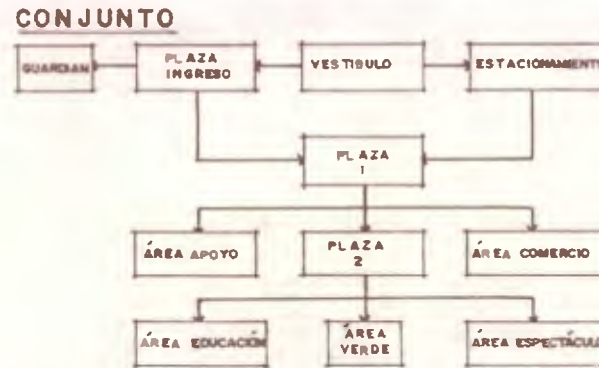 CONJUNTO
GUARDIAN
PLAZA
INGRESO
VESTIBULO
ESTACIONAMIENTO
PLAZA
1
ÁREA APOYO
PLAZA
2
ÁREA COMERCIO
ÁREA EDUCACIÓN
ÁREA
VERDE
ÁREA ESPECTÁCULO